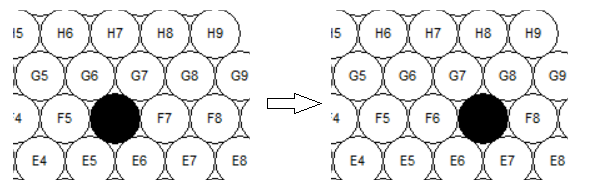 H6 H7 H8 H9
G5 G6 G7 G8 G9
F5 F7 F8
E4 E5 E6 E7 E8
H6 H7 H8 H9
G5 G6 G7 G8 G9
F5 F6 F8
E4 E5 E6 E7 E8